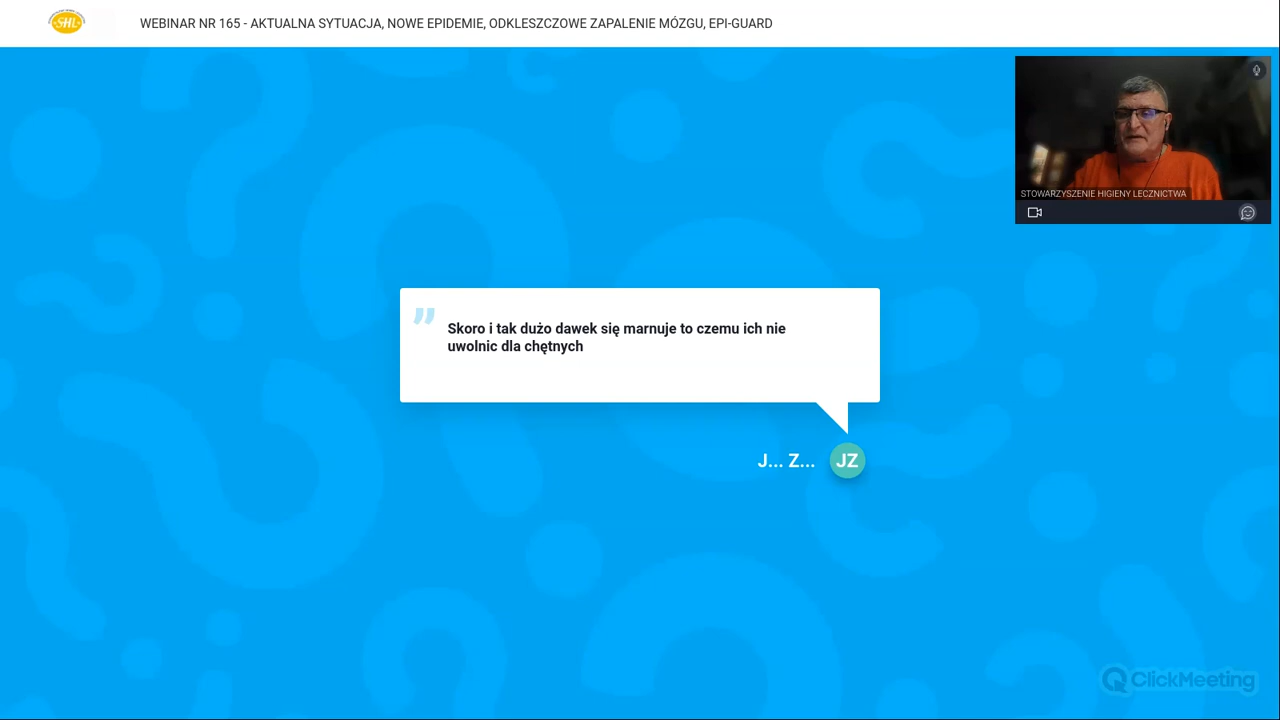 SHL
WEBINAR NR 165 - AKTUALNA SYTUACJA, NOWE EPIDEMIE, ODKLESZCZOWE ZAPALENIE MÓZGU, EPI-GUARD
STOWARZYSZENIE HIGIENY LECZNICTWA
Skoro i tak dużo dawek się marnuje to czemu ich nie
uwolnic dla chętnych
J... Z... JZ
ClickMeeting